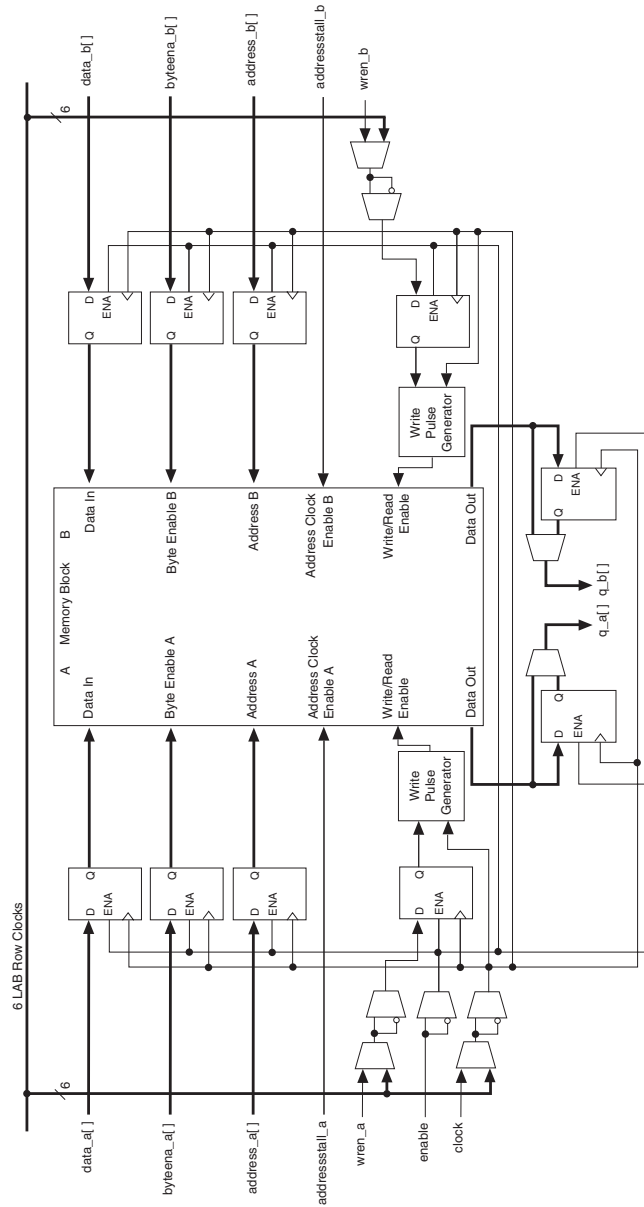 6 LAB Row Clocks
6
data_a[ ]
byteena_a[ ]
address_a[ ]
addressstall_a
wren_a
enable
clock
D Q
ENA
D Q
ENA
D Q
ENA
D Q
ENA
Write
Pulse
Generator
A Memory Block B
Data In
Byte Enable A
Address A
Address Clock
Enable A
Write/Read
Enable
Data Out
Data In
Byte Enable B
Address B
Address Clock
Enable B
Write/Read
Enable
Data Out
D Q
ENA
q_a[ ]
q_b[ ]
Q D
ENA
Write
Pulse
Generator
Q D
ENA
Q D
ENA
Q D
ENA
Q D
ENA
6
data_b[ ]
byteena_b[ ]
address_b[ ]
addressstall_b
wren_b